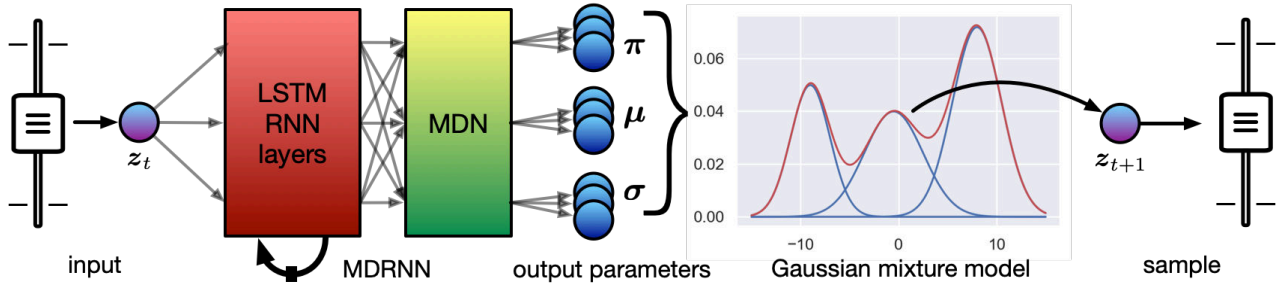 z_t
input
LSTM
RNN
layers
MDN
MDRNN
π
μ
σ
output parameters
0.06
0.04
0.02
0.00
−10
0
10
Gaussian mixture model
z_{t+1}
sample